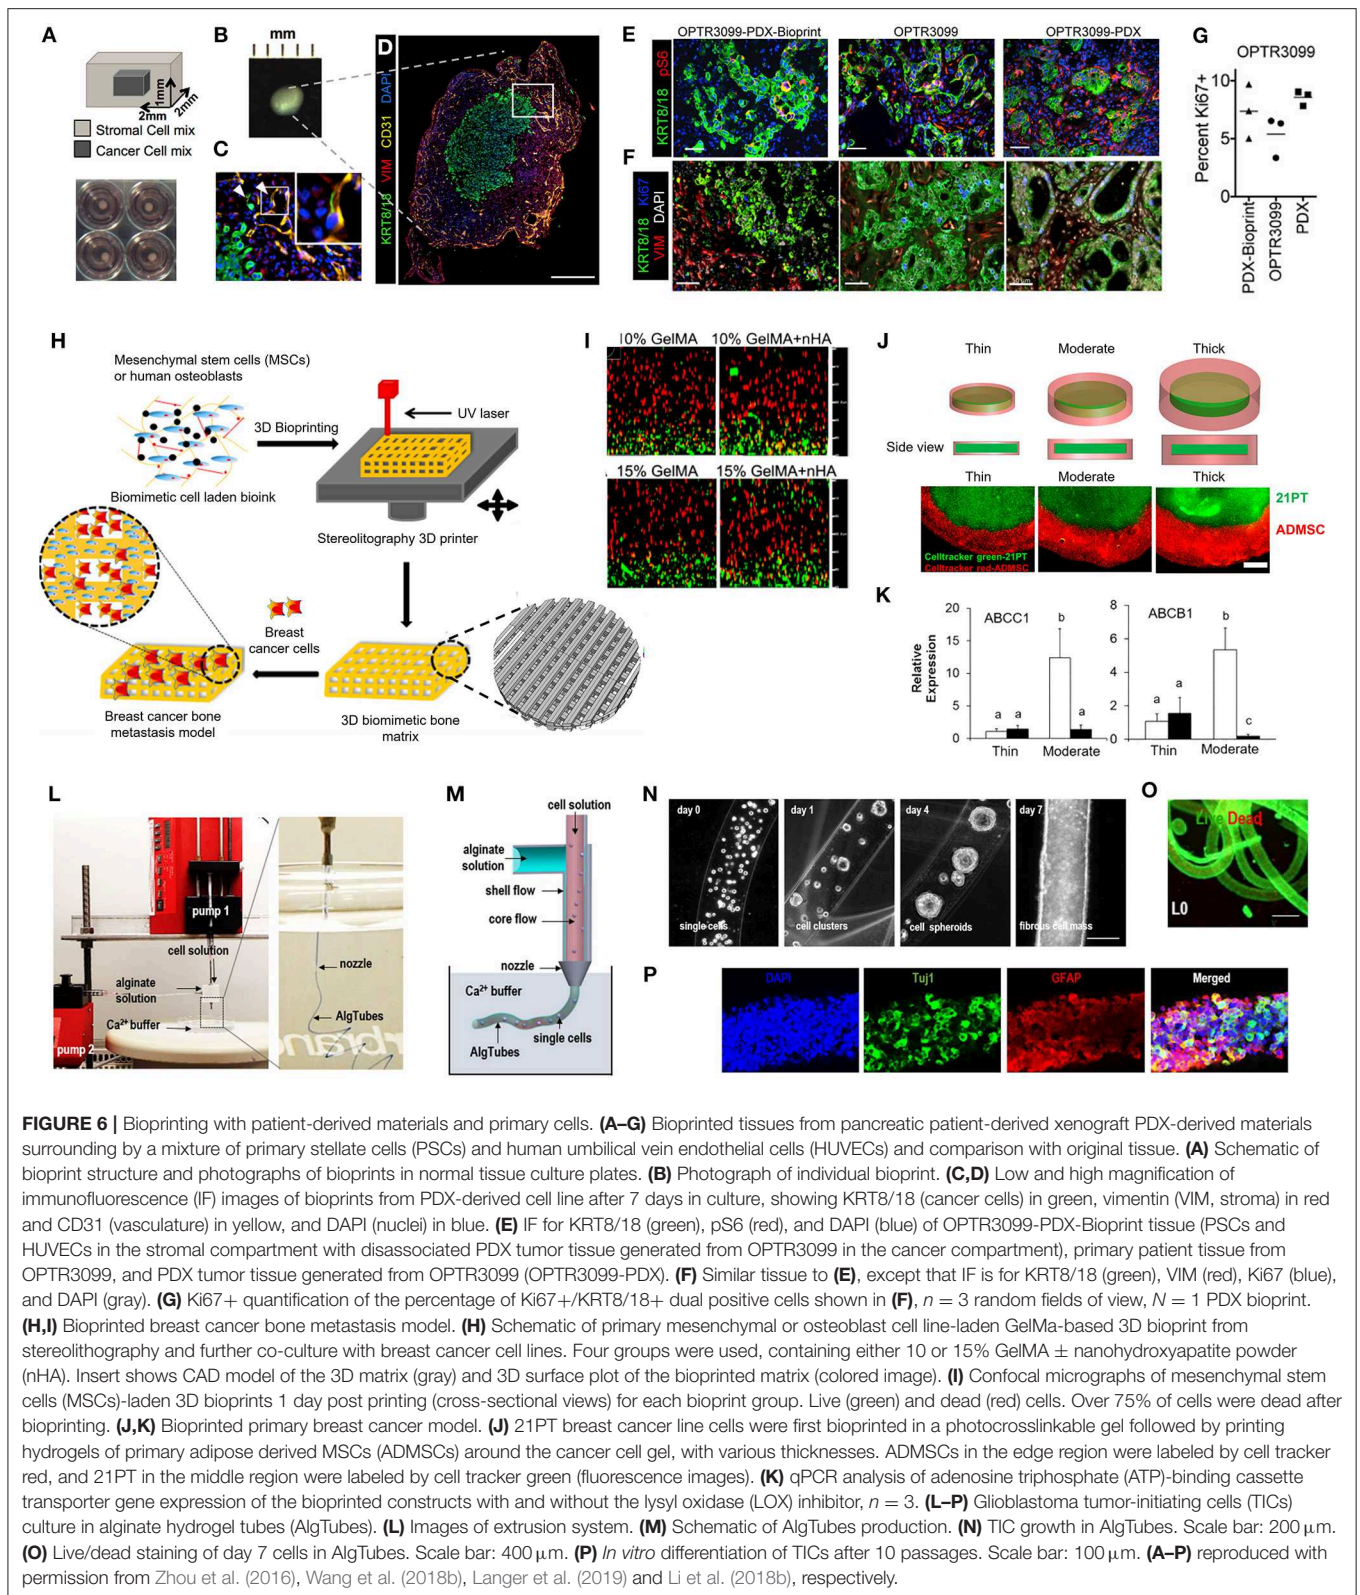 A
B
mm
D
E
OPTR3099-PDX-Bioprint
OPTR3099
OPTR3099-PDX
G
OPTR3099
1mm
2mm
2mm
Stromal Cell mix
Cancer Cell mix
C
KRT8/18 VIM CD31 DAPI
KRT8/18 pS6
F
KRT8/18 Ki67
VIM DAPI
Percent Ki67+
10
5
0
PDX-Bioprint
OPTR3099
PDX
H
Mesenchymal stem cells (MSCs)
or human osteoblasts
3D Bioprinting
UV laser
Biomimetic cell laden bioink
Stereolitography 3D printer
Breast
cancer cells
Breast cancer bone
metastasis model
3D biomimetic bone
matrix
I
10% GelMA
10% GelMA+nHA
15% GelMA
15% GelMA+nHA
J
Thin
Moderate
Thick
Side view
Thin
Moderate
Thick
21PT
ADMSC
Celltracker green-21PT
Celltracker red-ADMSC
K
Relative
Expression
20
15
10
5
0
ABCC1
a
a
b
a
Thin
Moderate
8
6
4
2
0
ABCB1
a
a
b
c
Thin
Moderate
L
pump 1
cell solution
alginate
solution
Ca2+ buffer
pump 2
nozzle
AlgTubes
M
cell solution
alginate
solution
shell flow
core flow
nozzle
Ca2+ buffer
single cells
AlgTubes
N
day 0
day 1
day 4
day 7
single cells
cell clusters
cell spheroids
fibrous cell mass
O
Live Dead
L0
P
DAPI
Tuj1
GFAP
Merged
FIGURE 6 | Bioprinting with patient-derived materials and primary cells. (A–G) Bioprinted tissues from pancreatic patient-derived xenograft PDX-derived materials
surrounding by a mixture of primary stellate cells (PSCs) and human umbilical vein endothelial cells (HUVECs) and comparison with original tissue. (A) Schematic of
bioprint structure and photographs of bioprints in normal tissue culture plates. (B) Photograph of individual bioprint. (C,D) Low and high magnification of
immunofluorescence (IF) images of bioprints from PDX-derived cell line after 7 days in culture, showing KRT8/18 (cancer cells) in green, vimentin (VIM, stroma) in red
and CD31 (vasculature) in yellow, and DAPI (nuclei) in blue. (E) IF for KRT8/18 (green), pS6 (red), and DAPI (blue) of OPTR3099-PDX-Bioprint tissue (PSCs and
HUVECs in the stromal compartment with disassociated PDX tumor tissue generated from OPTR3099 in the cancer compartment), primary patient tissue from
OPTR3099, and PDX tumor tissue generated from OPTR3099 (OPTR3099-PDX). (F) Similar tissue to (E), except that IF is for KRT8/18 (green), VIM (red), Ki67 (blue),
and DAPI (gray). (G) Ki67+ quantification of the percentage of Ki67+/KRT8/18+ dual positive cells shown in (F), n = 3 random fields of view, N = 1 PDX bioprint.
(H,I) Bioprinted breast cancer bone metastasis model. (H) Schematic of primary mesenchymal or osteoblast cell line-laden GelMa-based 3D bioprint from
stereolithography and further co-culture with breast cancer cell lines. Four groups were used, containing either 10 or 15% GelMA ± nanohydroxyapatite powder
(nHA). Insert shows CAD model of the 3D matrix (gray) and 3D surface plot of the bioprinted matrix (colored image). (I) Confocal micrographs of mesenchymal stem
cells (MSCs)-laden 3D bioprints 1 day post printing (cross-sectional views) for each bioprint group. Live (green) and dead (red) cells. Over 75% of cells were dead after
bioprinting. (J,K) Bioprinted primary breast cancer model. (J) 21PT breast cancer line cells were first bioprinted in a photocrosslinkable gel followed by printing
hydrogels of primary adipose derived MSCs (ADMSCs) around the cancer cell gel, with various thicknesses. ADMSCs in the edge region were labeled by cell tracker
red, and 21PT in the middle region were labeled by cell tracker green (fluorescence images). (K) qPCR analysis of adenosine triphosphate (ATP)-binding cassette
transporter gene expression of the bioprinted constructs with and without the lysyl oxidase (LOX) inhibitor, n = 3. (L–P) Glioblastoma tumor-initiating cells (TICs)
culture in alginate hydrogel tubes (AlgTubes). (L) Images of extrusion system. (M) Schematic of AlgTubes production. (N) TIC growth in AlgTubes. Scale bar: 200 μm.
(O) Live/dead staining of day 7 cells in AlgTubes. Scale bar: 400 μm. (P) In vitro differentiation of TICs after 10 passages. Scale bar: 100 μm. (A–P) reproduced with
permission from Zhou et al. (2016), Wang et al. (2018b), Langer et al. (2019) and Li et al. (2018b), respectively.